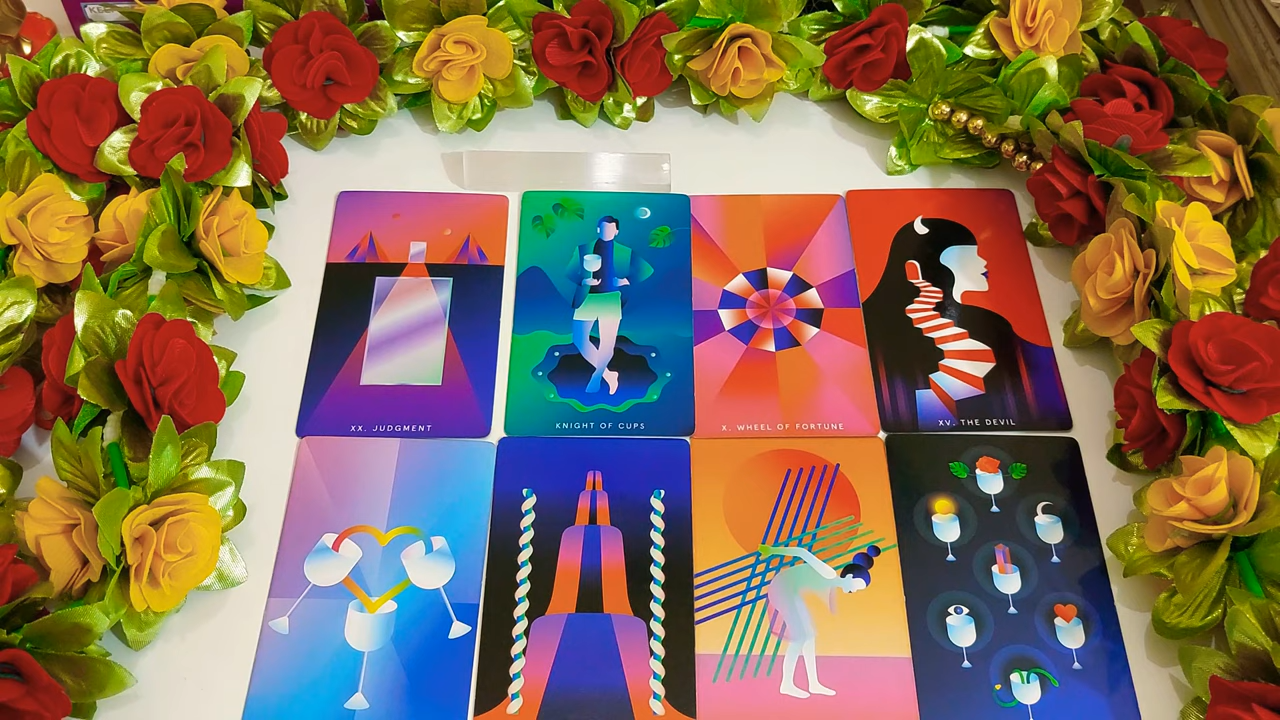 XX. JUDGMENT
KNIGHT OF CUPS
X. WHEEL OF FORTUNE
XV. THE DEVIL